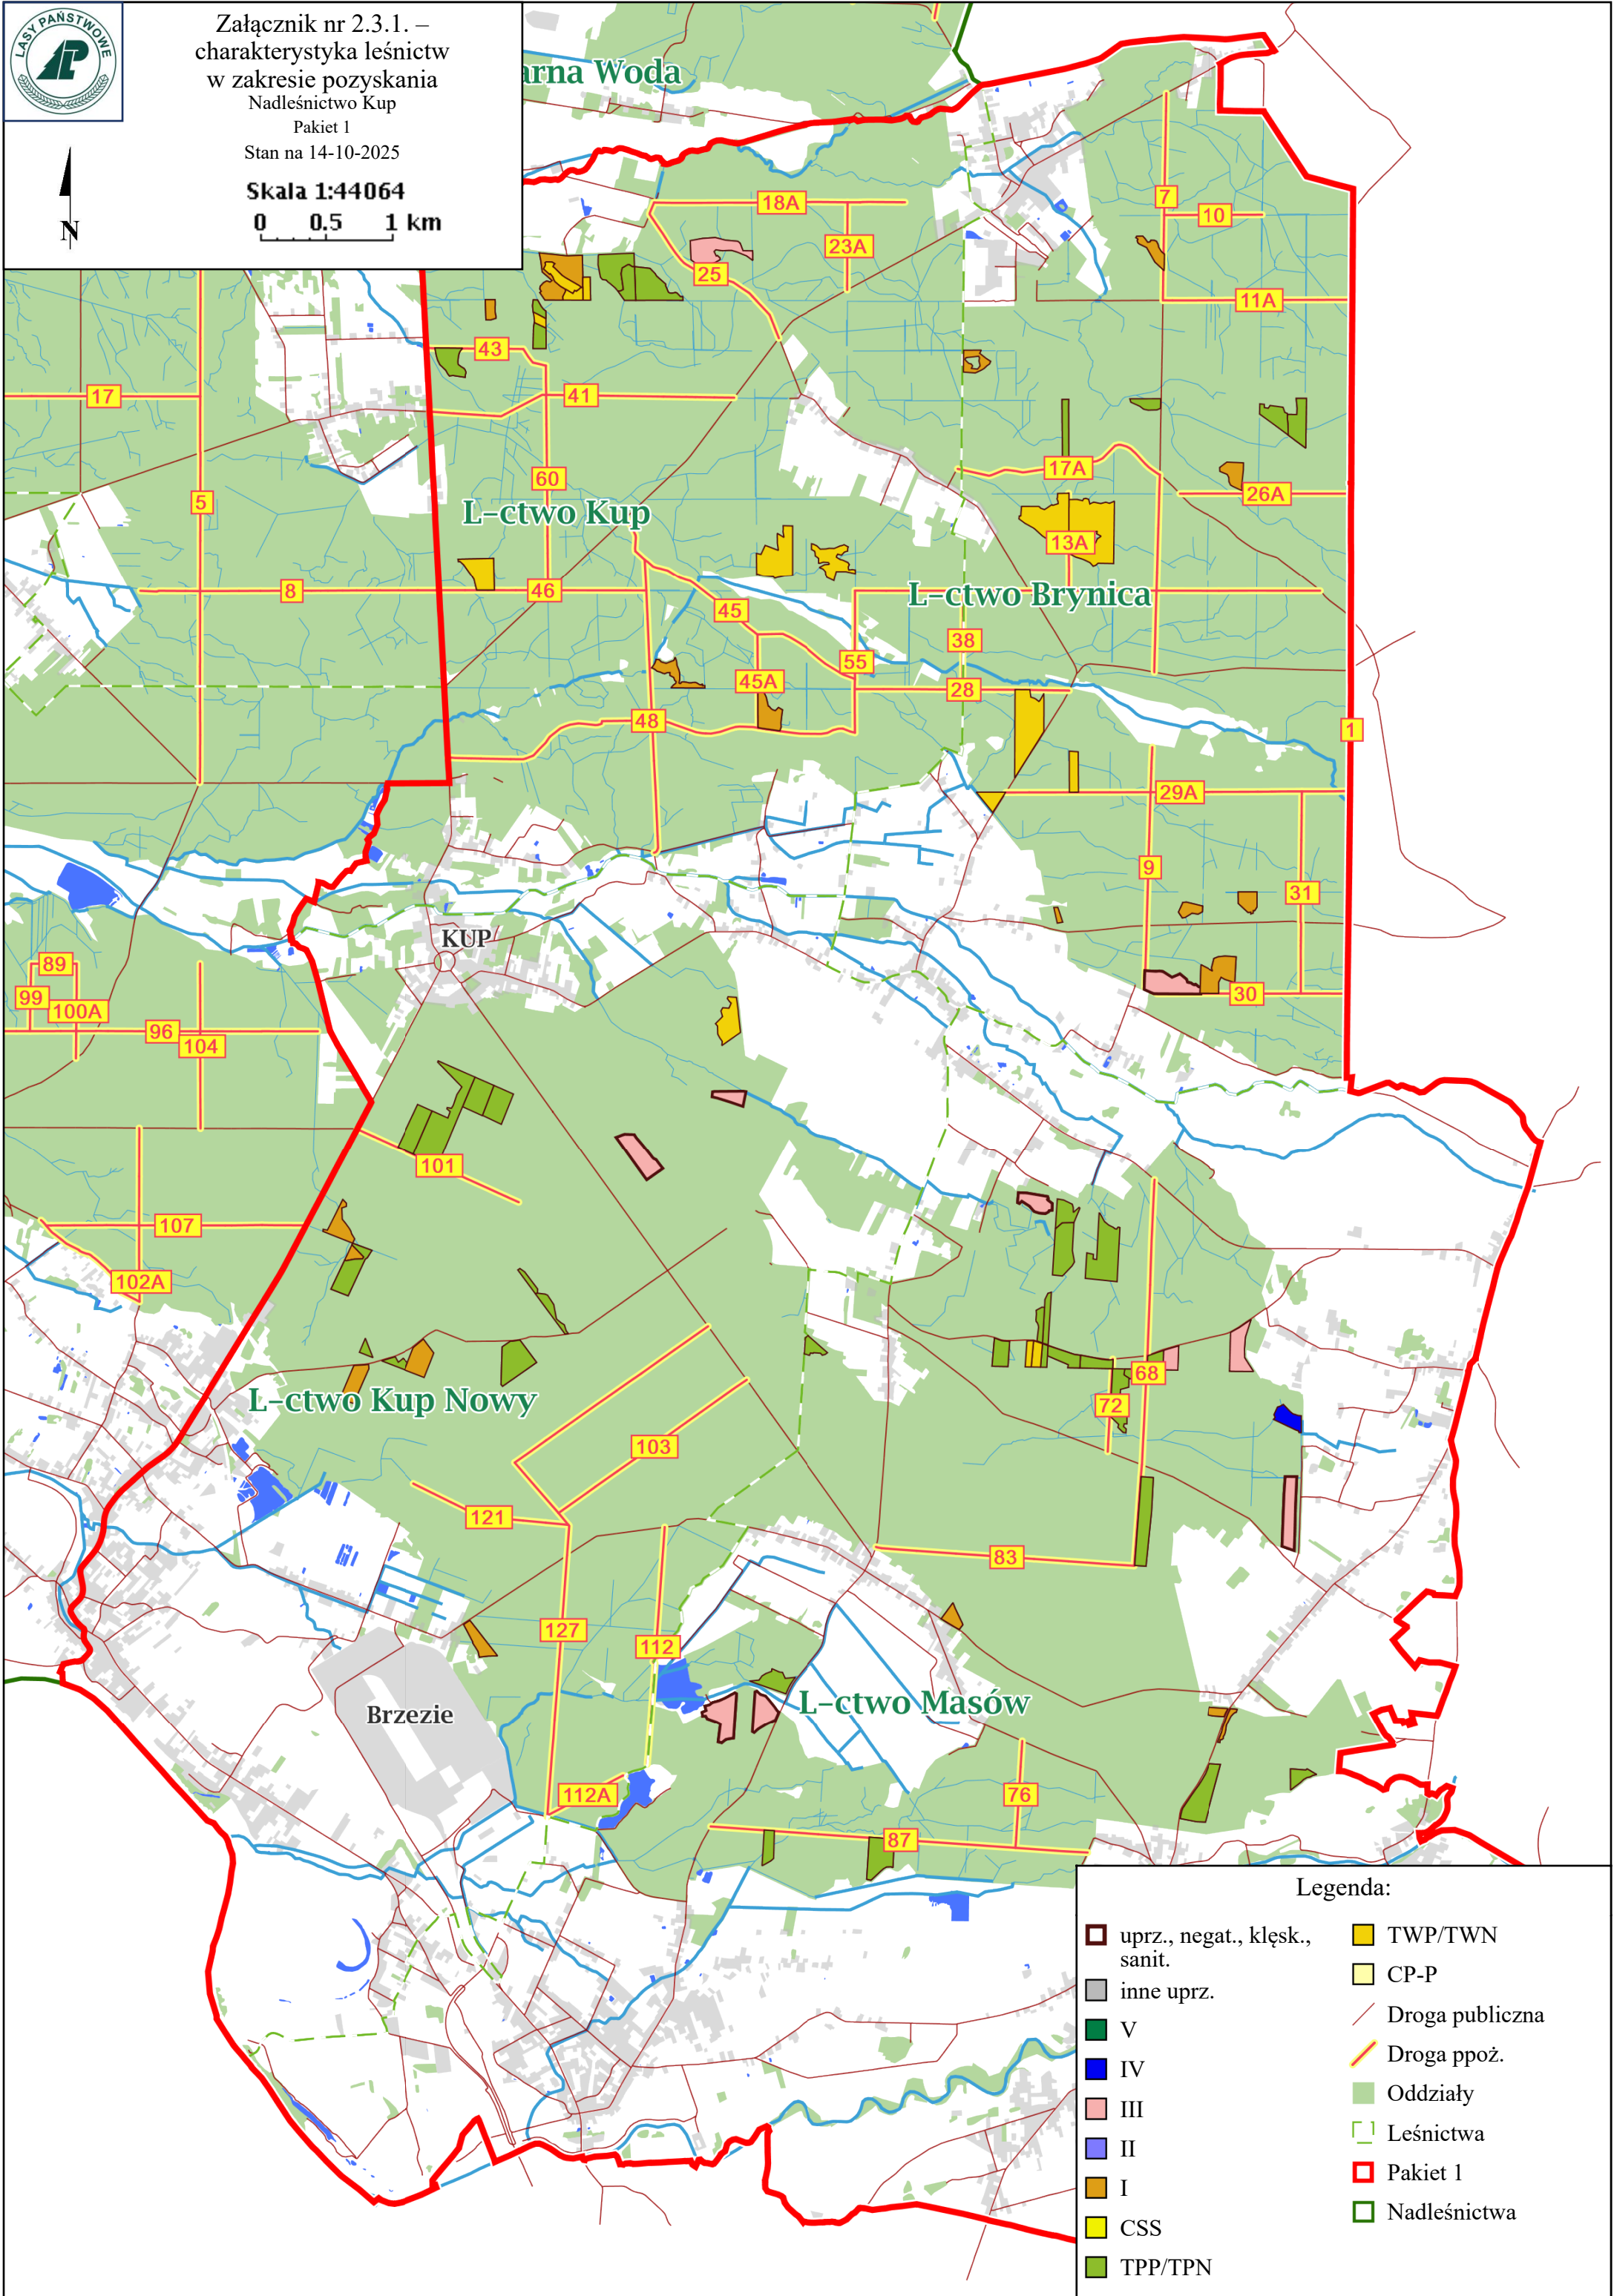 LASY PAŃSTWOWE
Załącznik nr 2.3.1. –
charakterystyka leśnictw
w zakresie pozyskania
Nadleśnictwo Kup
Pakiet 1
Stan na 14-10-2025
Skala 1:44064
0 0.5 1 km
N
arna Woda
18A
7
10
23A
25
11A
43
41
17
60
17A
26A
5
L-ctwo Kup
13A
8
46
45
L-ctwo Brynica
38
55
45A
28
48
1
29A
9
31
KUP
89
99
100A
30
96
104
101
107
102A
68
72
L-ctwo Kup Nowy
103
121
83
127
112
L-ctwo Masów
Brzezie
112A
76
87
Legenda:
uprz., negat., klęsk.,
sanit.
inne uprz.
V
IV
III
II
I
CSS
TPP/TPN
TWP/TWN
CP-P
Droga publiczna
Droga ppoż.
Oddziały
Leśnictwa
Pakiet 1
Nadleśnictwa